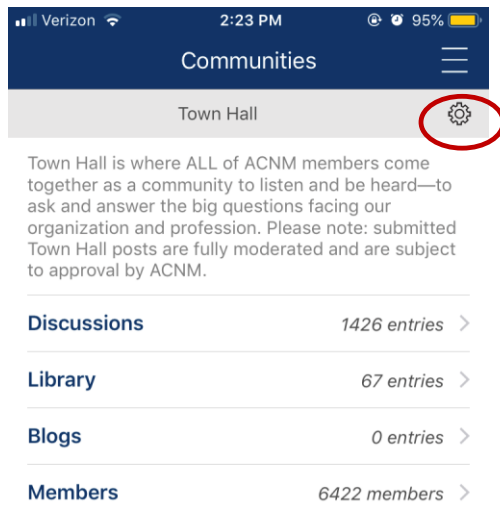 Verizon 2:23 PM 95%
Communities
Town Hall
Town Hall is where ALL of ACNM members come
together as a community to listen and be heard—to
ask and answer the big questions facing our
organization and profession. Please note: submitted
Town Hall posts are fully moderated and are subject
to approval by ACNM.
Discussions 1426 entries
Library 67 entries
Blogs 0 entries
Members 6422 members